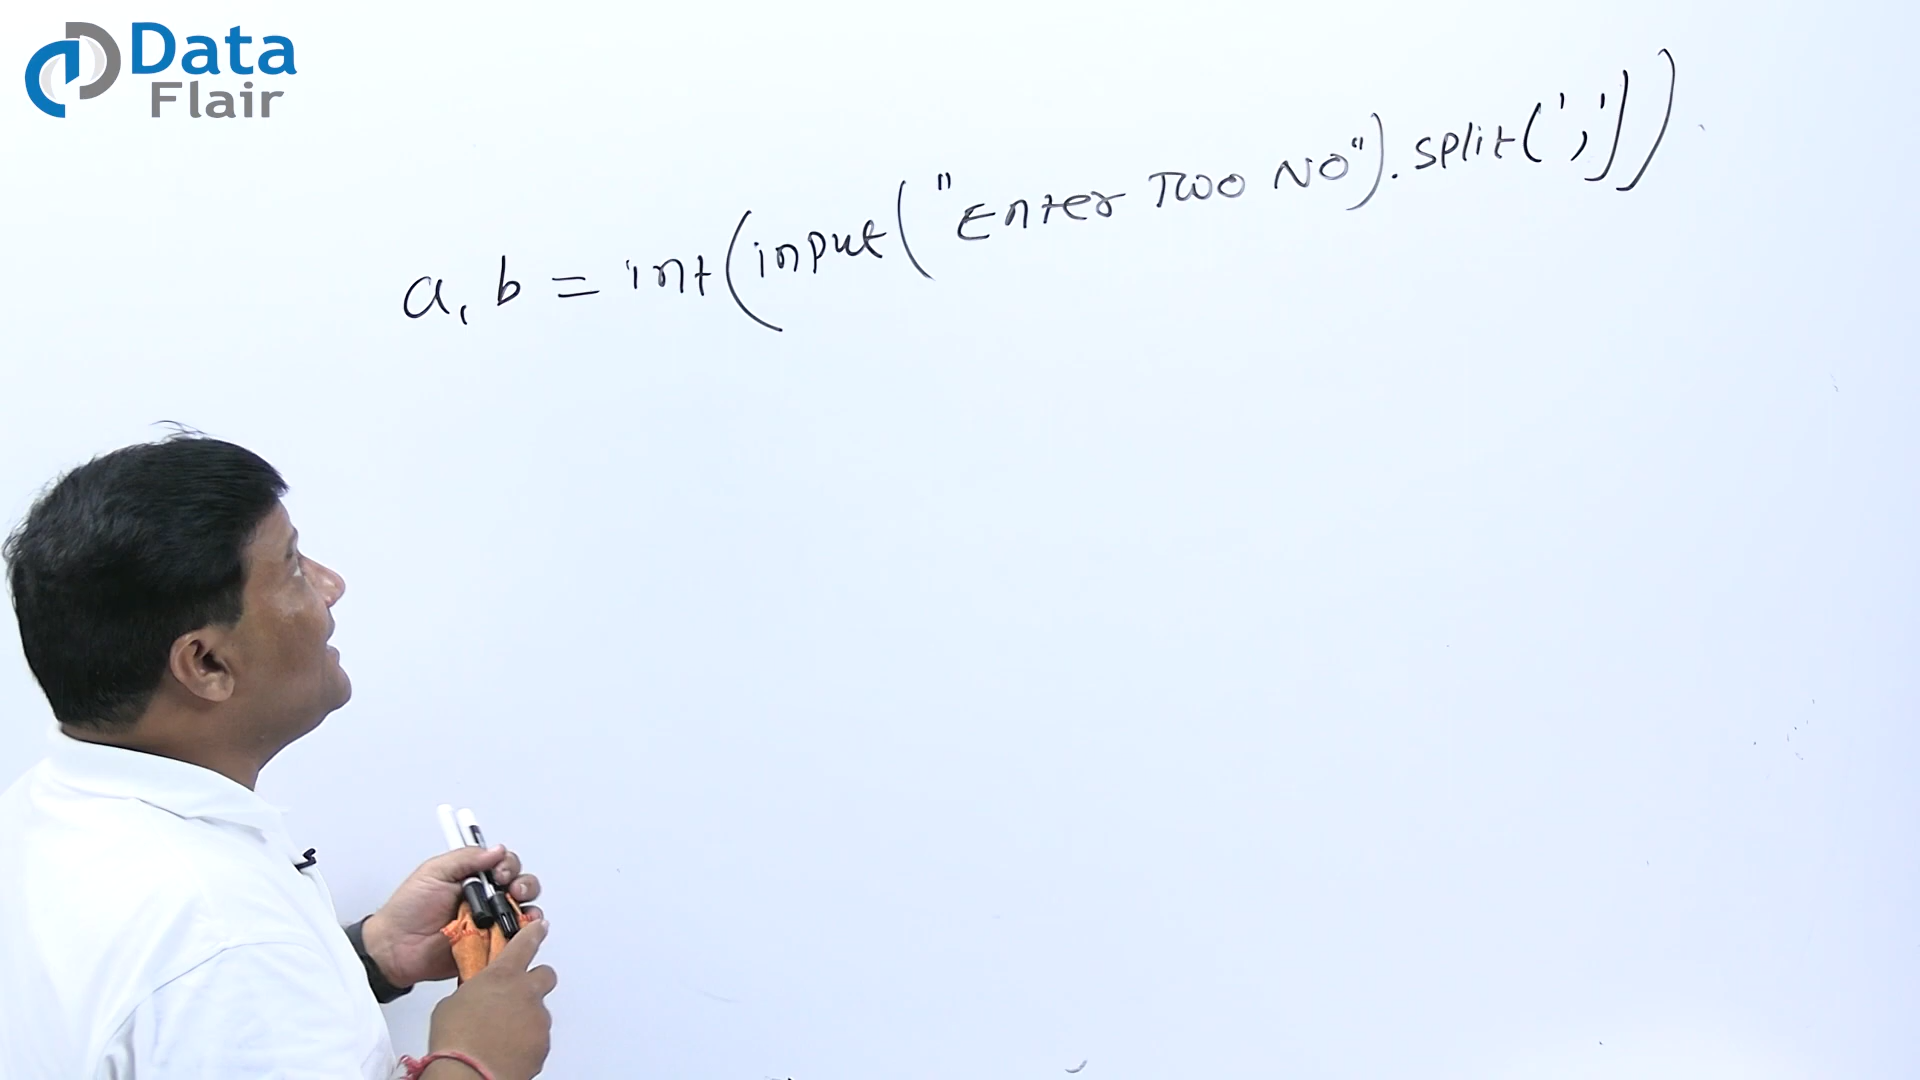 Data
Flair
a, b = int(input("Enter Two NO").split(','))